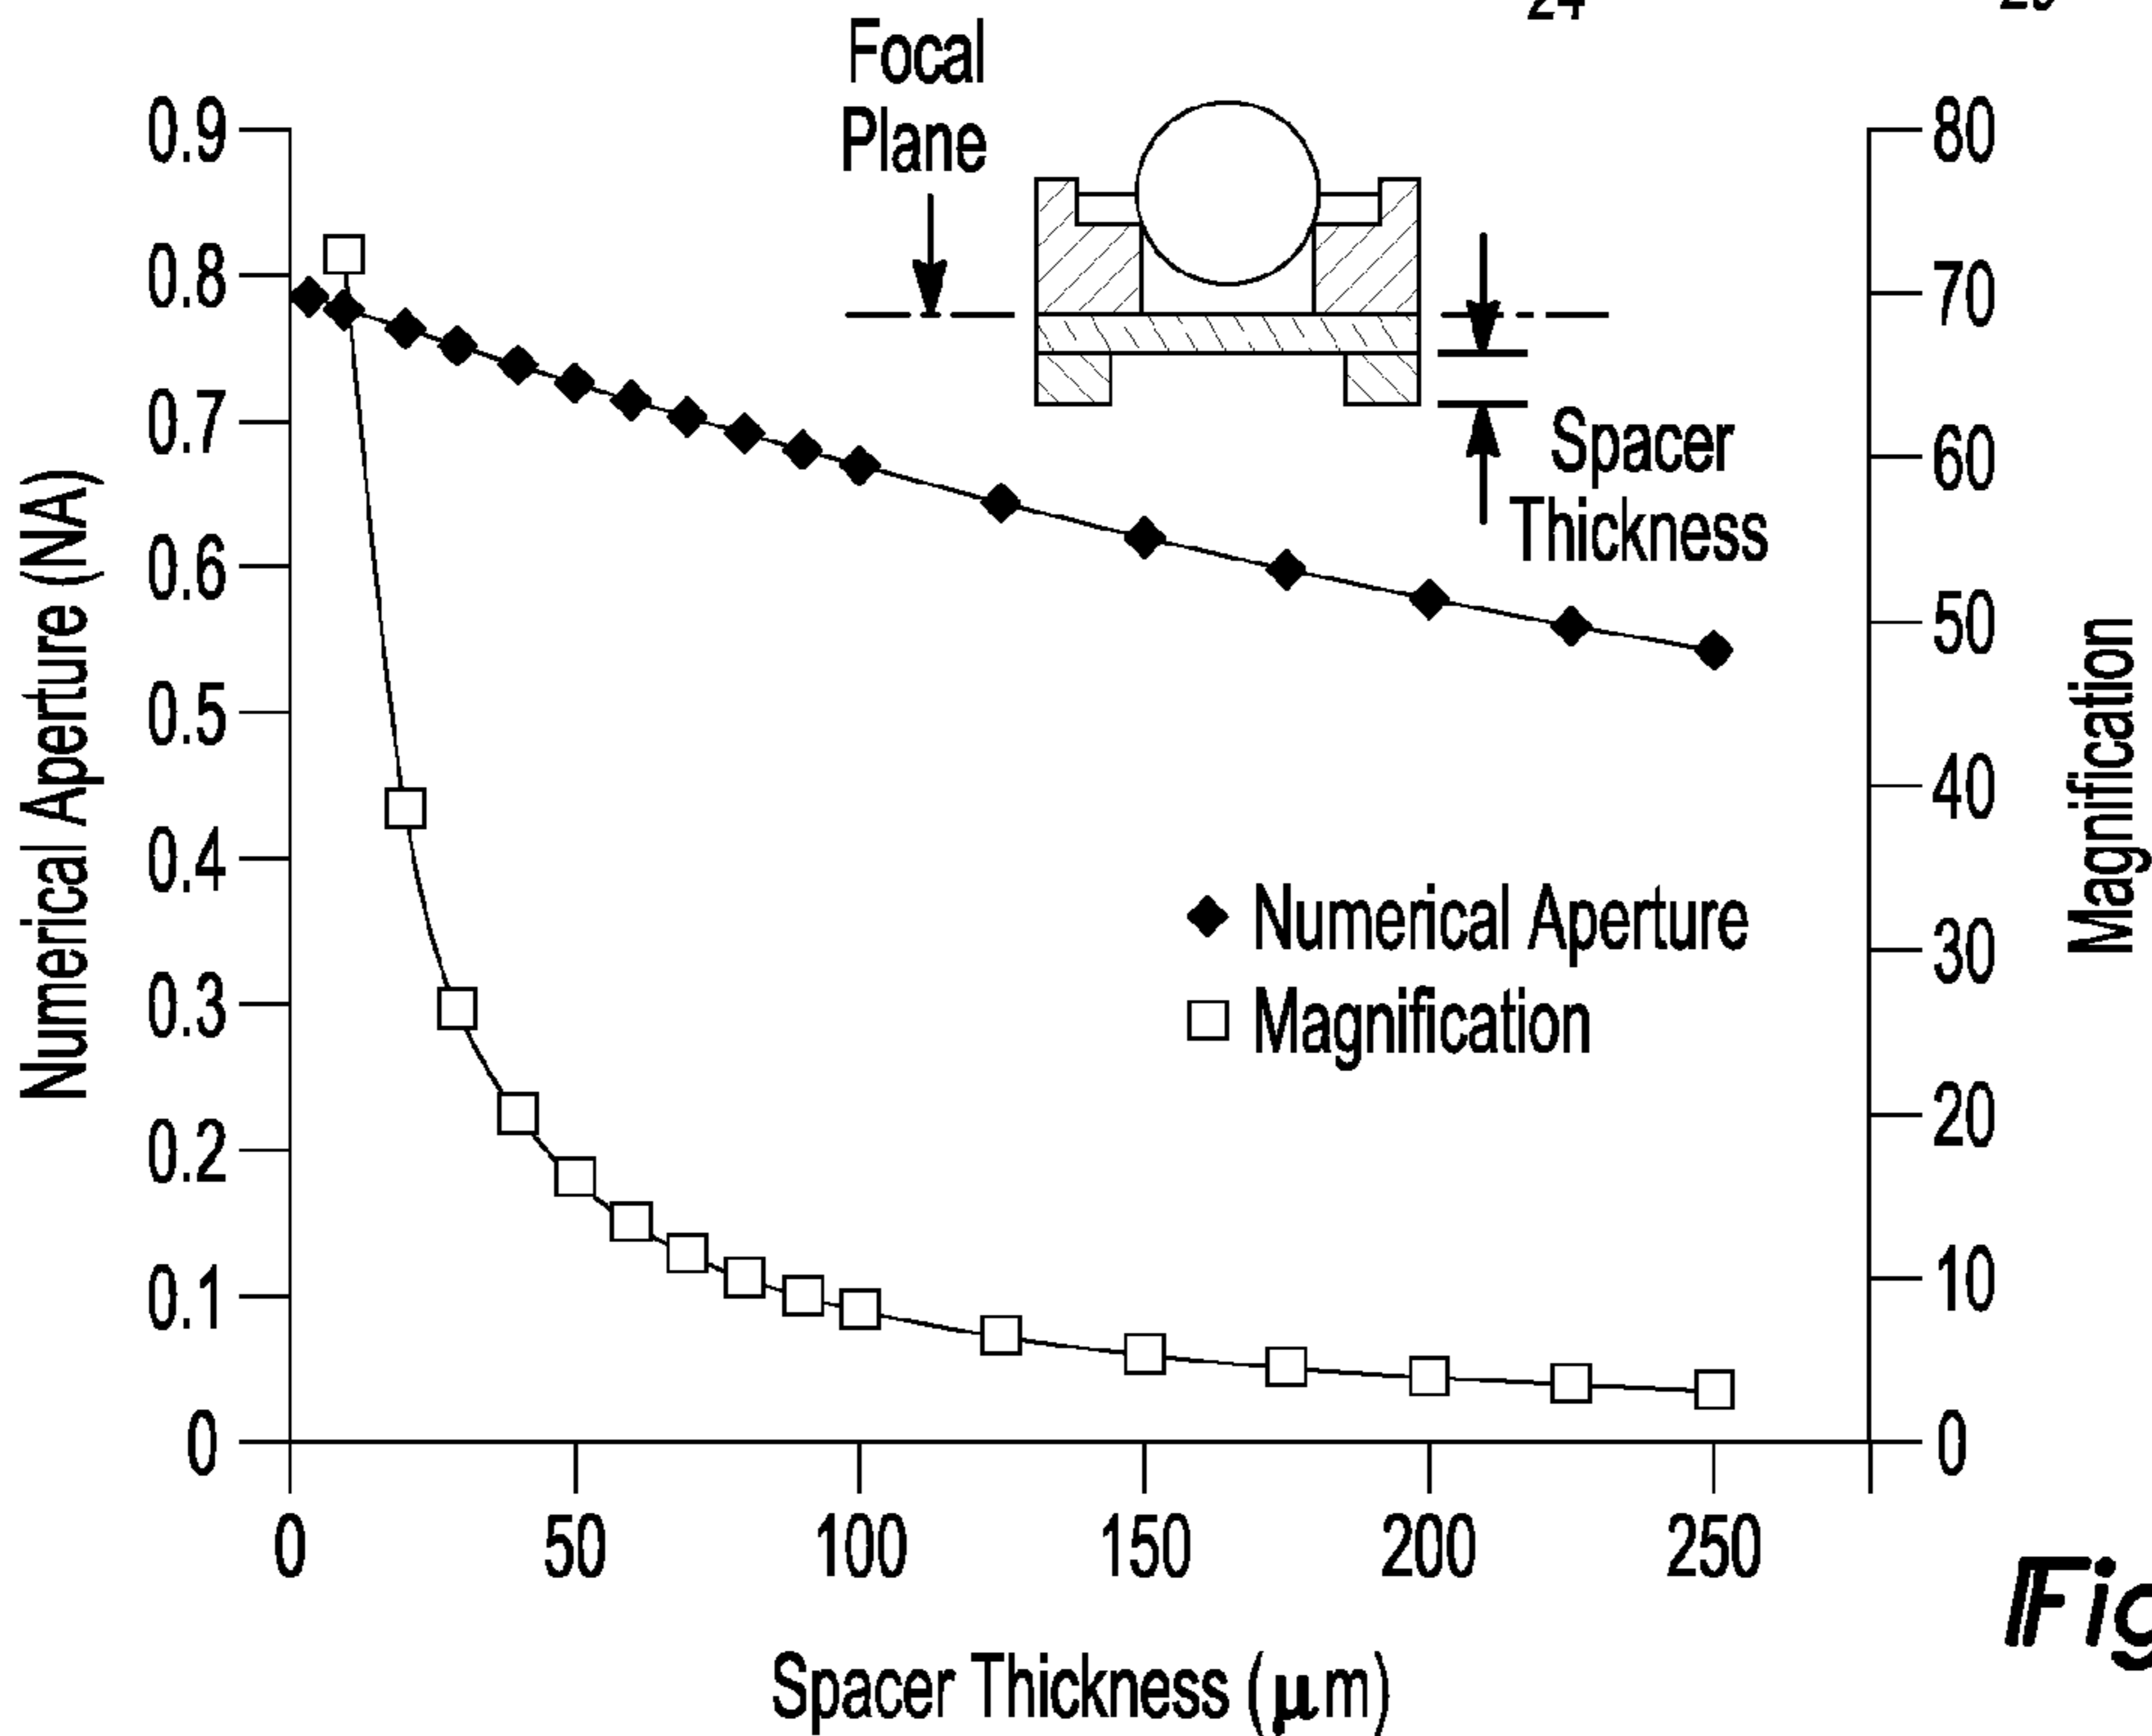 Focal
Plane
Spacer
Thickness
Numerical Aperture (NA)
0.9
0.8
0.7
0.6
0.5
0.4
0.3
0.2
0.1
0
80
70
60
50
40
30
20
10
0
Magnification
Numerical Aperture
Magnification
0 50 100 150 200 250
Spacer Thickness (μm)
Fig